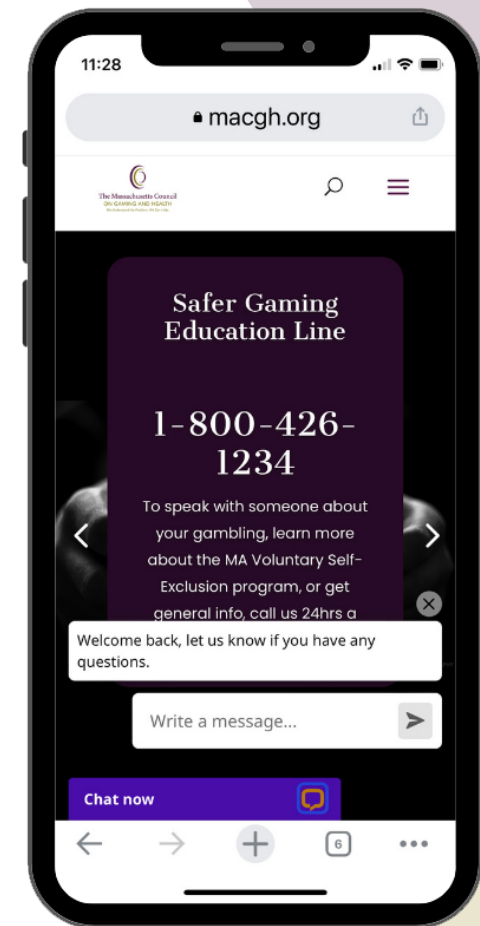 11:28
macgh.org
The Massachusetts Council
ON GAMING AND HEALTH
Safer Gaming
Education Line
1-800-426-
1234
To speak with someone about
your gambling, learn more
about the MA Voluntary Self-
Exclusion program, or get
general info, call us 24hrs a
Welcome back, let us know if you have any
questions.
Write a message...
Chat now
6